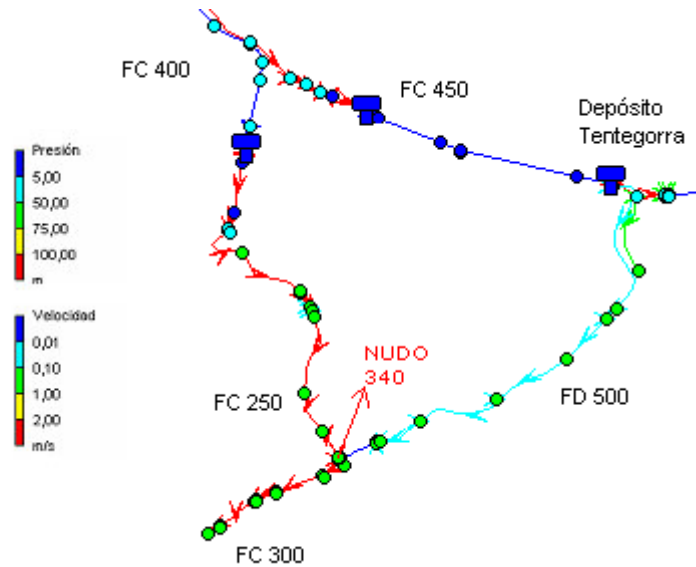 FC 400
FC 450
Depósito
Tentegorra
Presión
5,00
50,00
75,00
100,00
m
Velocidad
0,01
0,10
1,00
2,00
m/s
NUDO
340
FC 250
FD 500
FC 300